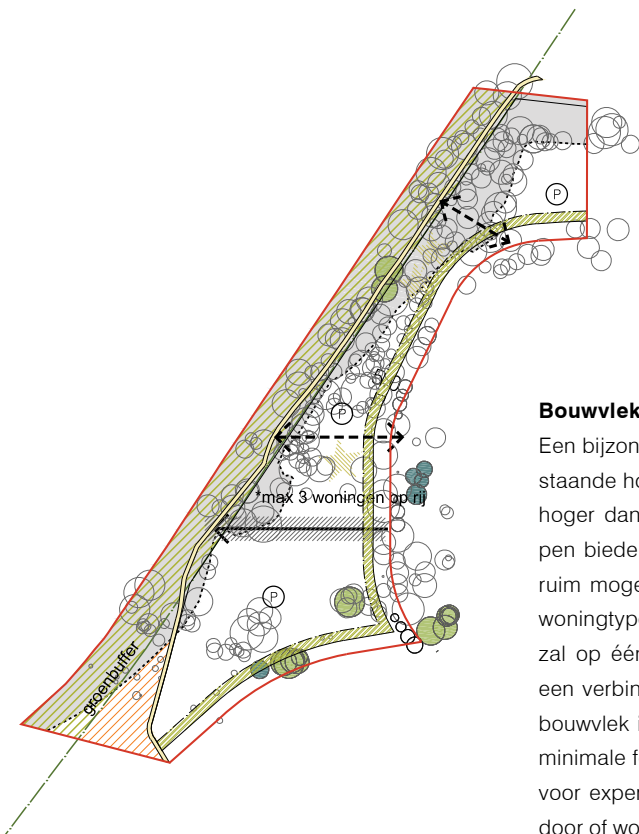 P
P
*max 3 woningen op rij
P
groenbuffer
Bouwvlek
Een bijzon
staande ho
hoger dan
pen biede
ruim moge
woningtype
zal op één
een verbin
bouwvlek i
minimale f
voor exper
door of wo